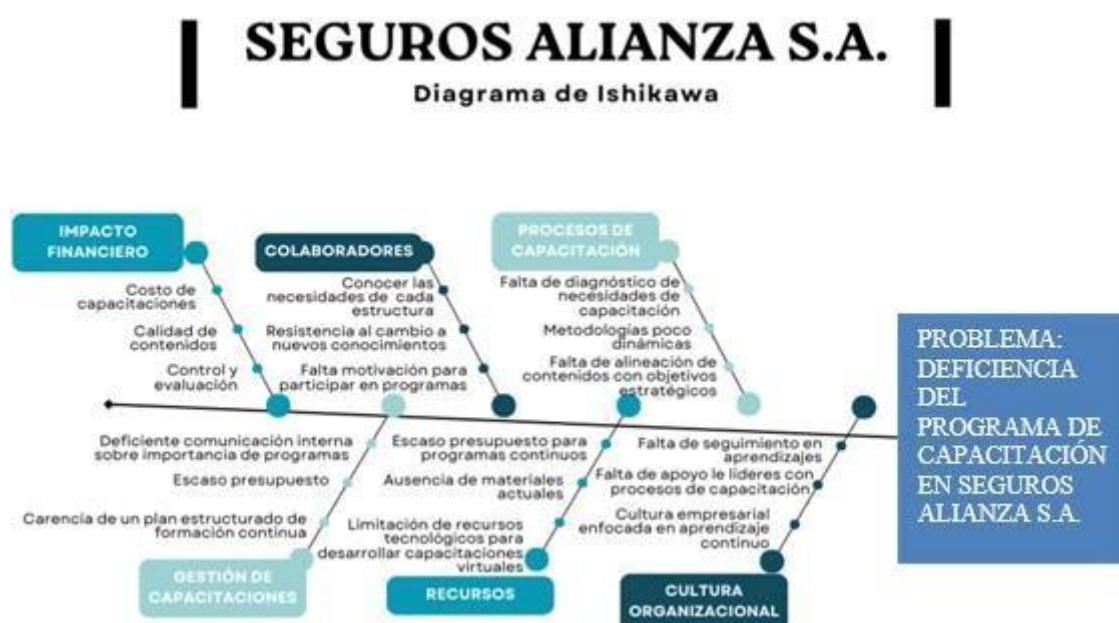 SEGUROS ALIANZA S.A.
Diagrama de Ishikawa
IMPACTO
FINANCIERO
Costo de
capacitaciones
Calidad de
contenidos
Control y
evaluación
COLABORADORES
Conocer las
necesidades de cada
estructura
Resistencia al cambio a
nuevos conocimientos
Falta motivación para
participar en programas
PROCESOS DE
CAPACITACIÓN
Falta de diagnóstico de
necesidades de
capacitación
Metodologías poco
dinámicas
Falta de alineación de
contenidos con objetivos
estratégicos
PROBLEMA:
DEFICIENCIA
DEL
PROGRAMA DE
CAPACITACIÓN
EN SEGUROS
ALIANZA S.A.
Deficiente comunicación interna
sobre importancia de programas
Escaso presupuesto
Carencia de un plan estructurado de
formación continua
GESTIÓN DE
CAPACITACIONES
Escaso presupuesto para
programas continuos
Ausencia de materiales
actuales
Limitación de recursos
tecnológicos para
desarrollar capacitaciones
virtuales
RECURSOS
Falta de seguimiento en
aprendizajes
Falta de apoyo le líderes con
procesos de capacitación
Cultura empresarial
enfocada en aprendizaje
continuo
CULTURA
ORGANIZACIONAL